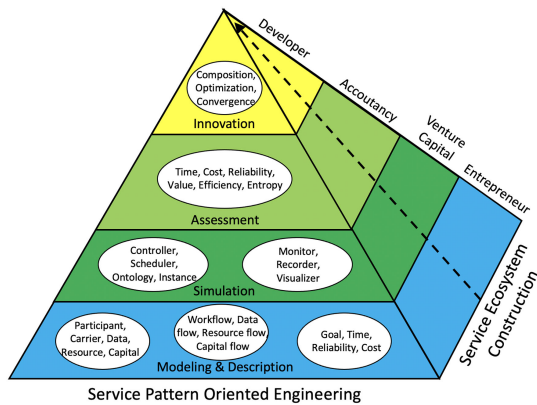 Developer
Accoutancy
Venture
Capital
Entrepreneur
Composition,
Optimization,
Convergence
Innovation
Time, Cost, Reliability,
Value, Efficiency, Entropy
Assessment
Controller,
Scheduler,
Ontology, Instance
Monitor,
Recorder,
Visualizer
Simulation
Participant,
Carrier, Data,
Resource, Capital
Workflow, Data
flow, Resource flow,
Capital flow
Goal, Time,
Reliability, Cost
Modeling & Description
Service Ecosystem
Construction
Service Pattern Oriented Engineering